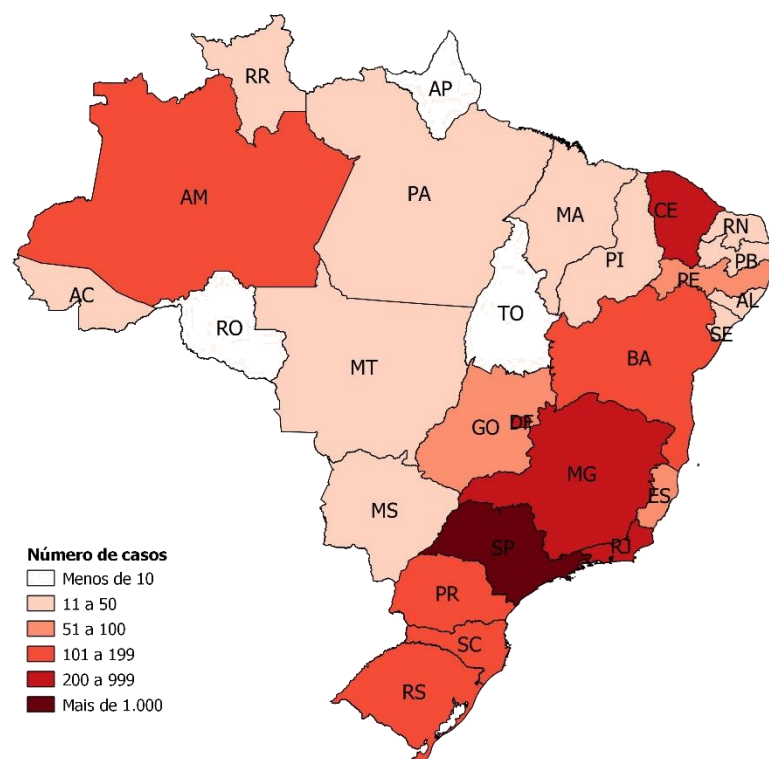 RR
AP
AM
PA
MA
CE
RN
PB
PI
PE
AL
AC
SE
TO
RO
BA
MT
GO
DF
MG
MS
ES
SP
RJ
PR
SC
RS
Número de casos
Menos de 10
11 a 50
51 a 100
101 a 199
200 a 999
Mais de 1.000